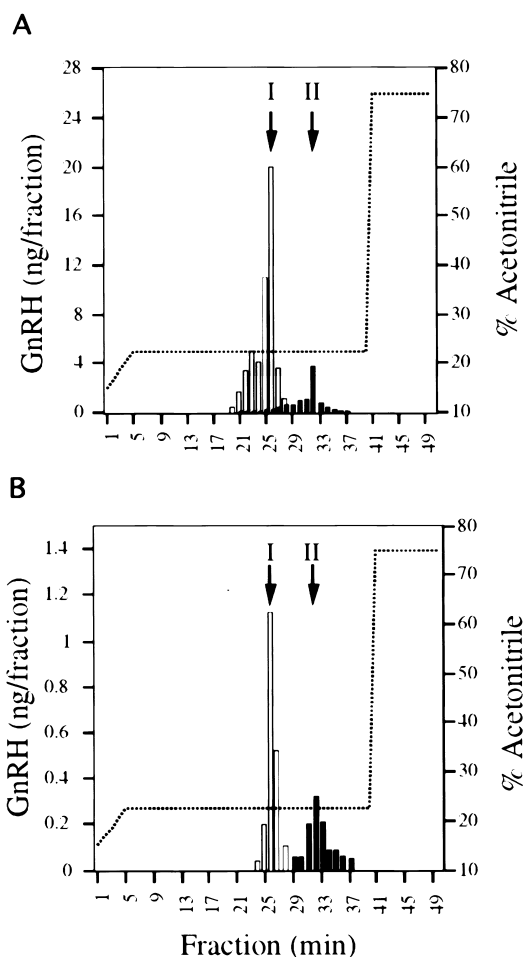 A
I II
GnRH (ng/fraction)
28
24
20
16
12
8
4
0
80
70
60
50
40
30
20
10
% Acetonitrile
1 5 9 13 17 21 25 29 33 37 41 45 49
B
I II
GnRH (ng/fraction)
1.4
1.2
1
0.8
0.6
0.4
0.2
0
80
70
60
50
40
30
20
10
% Acetonitrile
1 5 9 13 17 21 25 29 33 37 41 45 49
Fraction (min)